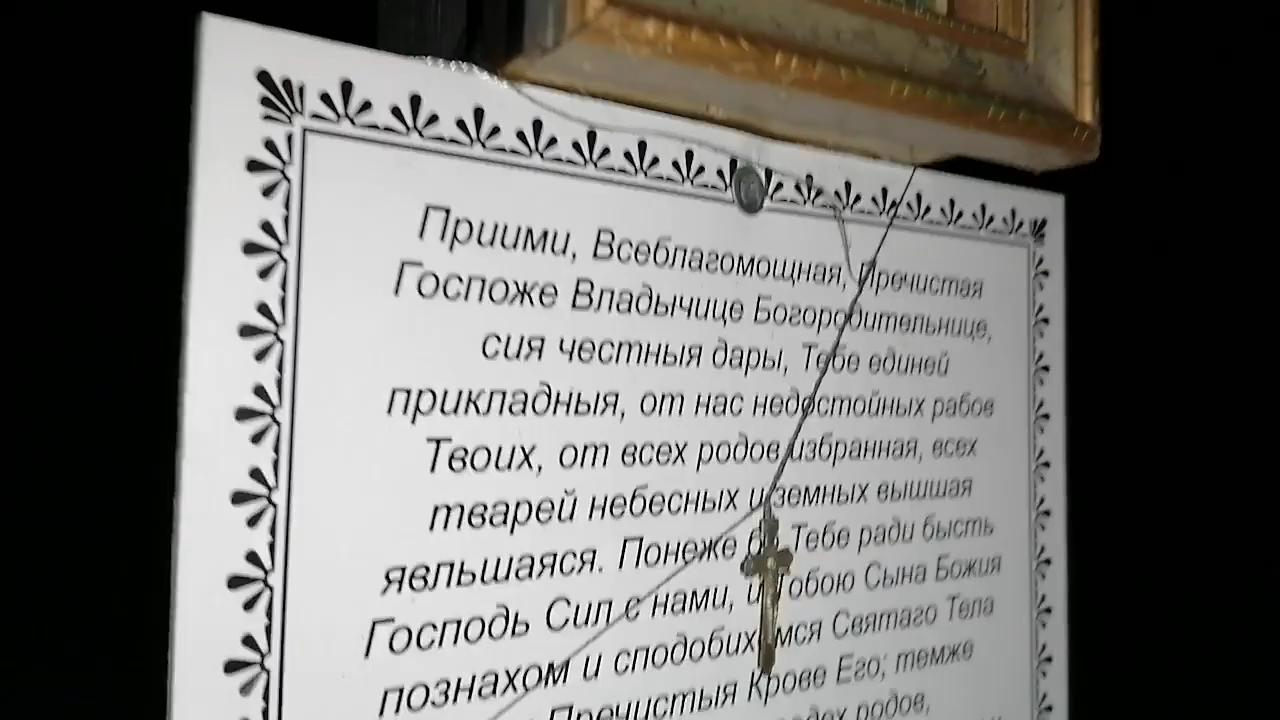 Приими, Всеблагомощная, Пречистая
Госпоже Владычице Богородительнице,
сия честныя дары, Тебе единей
прикладныя, от нас недостойных рабов
Твоих, от всех родов избранная, всех
тварей небесных и земных вышшая
явльшаяся. Понеже бо Тебе ради бысть
Господь Сил с нами, и Тобою Сына Божия
познахом и сподобихомся Святаго Тела
Пречистыя Крове Его; темже
родов,